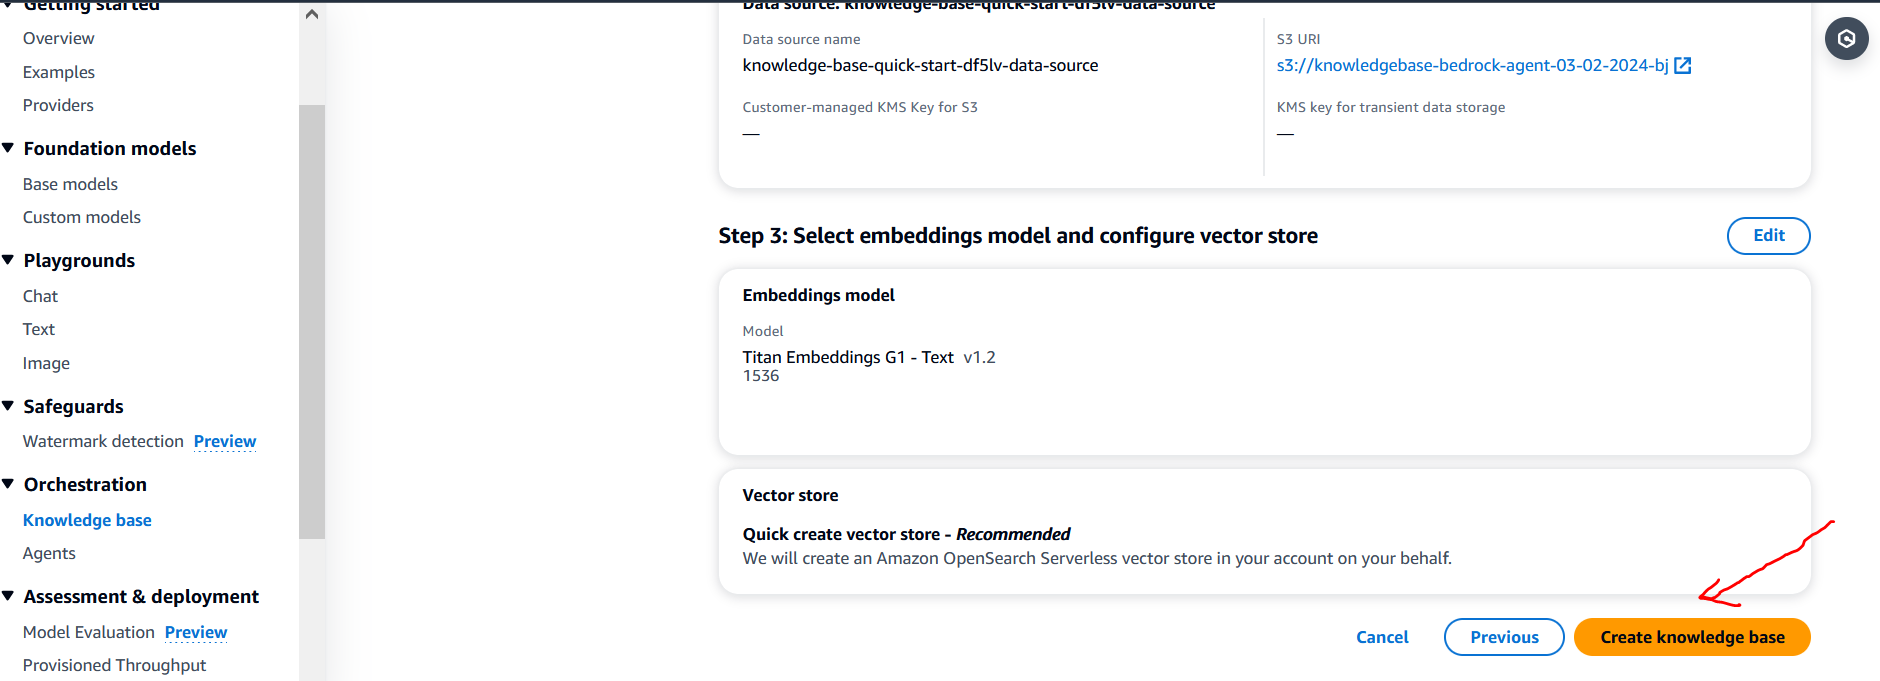 Getting started
Overview
Examples
Providers
Foundation models
Base models
Custom models
Playgrounds
Chat
Text
Image
Safeguards
Watermark detection Preview
Orchestration
Knowledge base
Agents
Assessment & deployment
Model Evaluation Preview
Provisioned Throughput
Data source: knowledge-base-quick-start-df5lv-data-source
Data source name
knowledge-base-quick-start-df5lv-data-source
Customer-managed KMS Key for S3
—
S3 URI
s3://knowledgebase-bedrock-agent-03-02-2024-bj
KMS key for transient data storage
—
Step 3: Select embeddings model and configure vector store
Edit
Embeddings model
Model
Titan Embeddings G1 - Text v1.2
1536
Vector store
Quick create vector store - Recommended
We will create an Amazon OpenSearch Serverless vector store in your account on your behalf.
Cancel
Previous
Create knowledge base